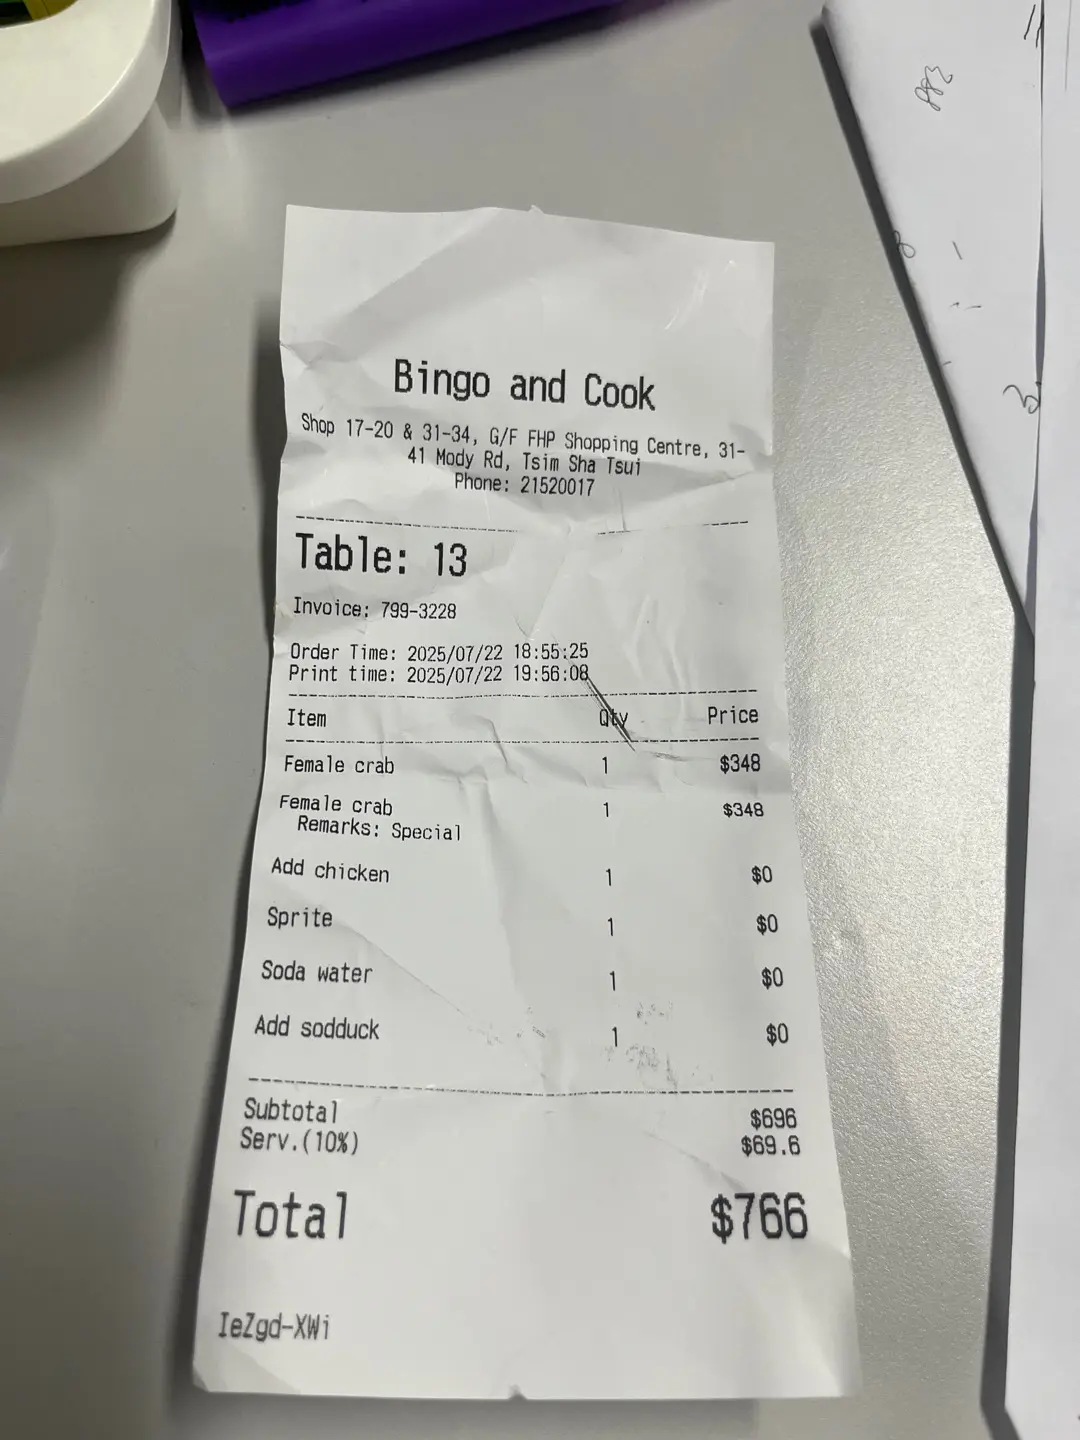 Bingo and Cook
Shop 17-20 & 31-34, G/F FHP Shopping Centre, 31-
41 Mody Rd, Tsim Sha Tsui
Phone: 21520017
Table: 13
Invoice: 799-3228
Order Time: 2025/07/22 18:55:25
Print time: 2025/07/22 19:56:08
Item Qty Price
Female crab 1 $348
Female crab 1 $348
Remarks: Special
Add chicken 1 $0
Sprite 1 $0
Soda water 1 $0
Add sodduck 1 $0
Subtotal $696
Serv.(10%) $69.6
Total $766
IeZgd-XWi